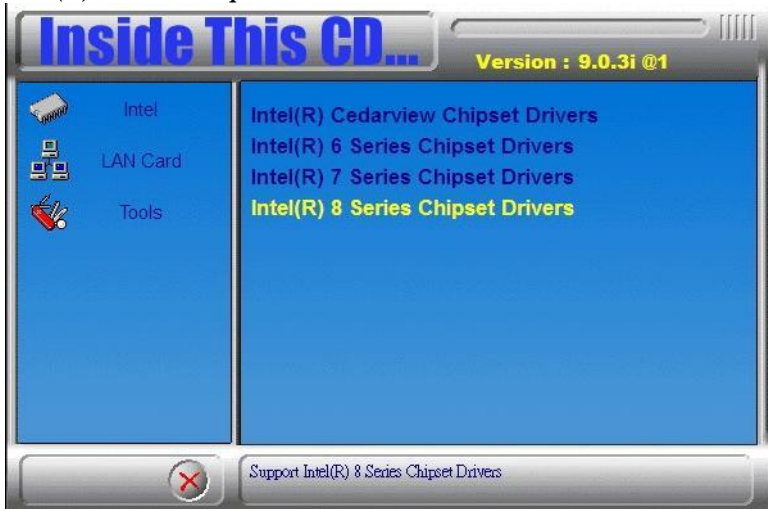 Inside This CD...
Version : 9.0.3i @1
Intel
LAN Card
Tools
Intel(R) Cedarview Chipset Drivers
Intel(R) 6 Series Chipset Drivers
Intel(R) 7 Series Chipset Drivers
Intel(R) 8 Series Chipset Drivers
Support Intel(R) 8 Series Chipset Drivers